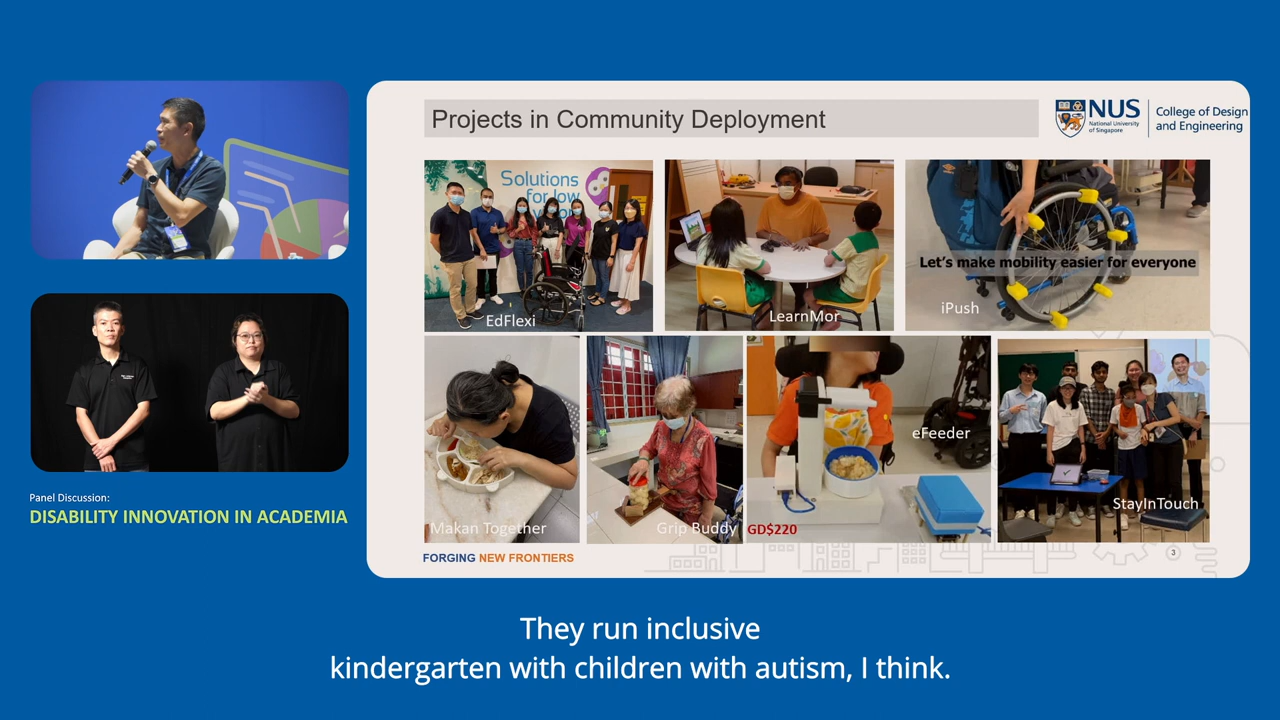 Projects in Community Deployment
NUS
National University
of Singapore
College of Design
and Engineering
Solutions
for low
EdFlexi
LearnMor
Let's make mobility easier for everyone
iPush
Makan Together
Grip Buddy
GD$220
eFeeder
StayInTouch
FORGING NEW FRONTIERS
3
Panel Discussion:
DISABILITY INNOVATION IN ACADEMIA
They run inclusive
kindergarten with children with autism, I think.